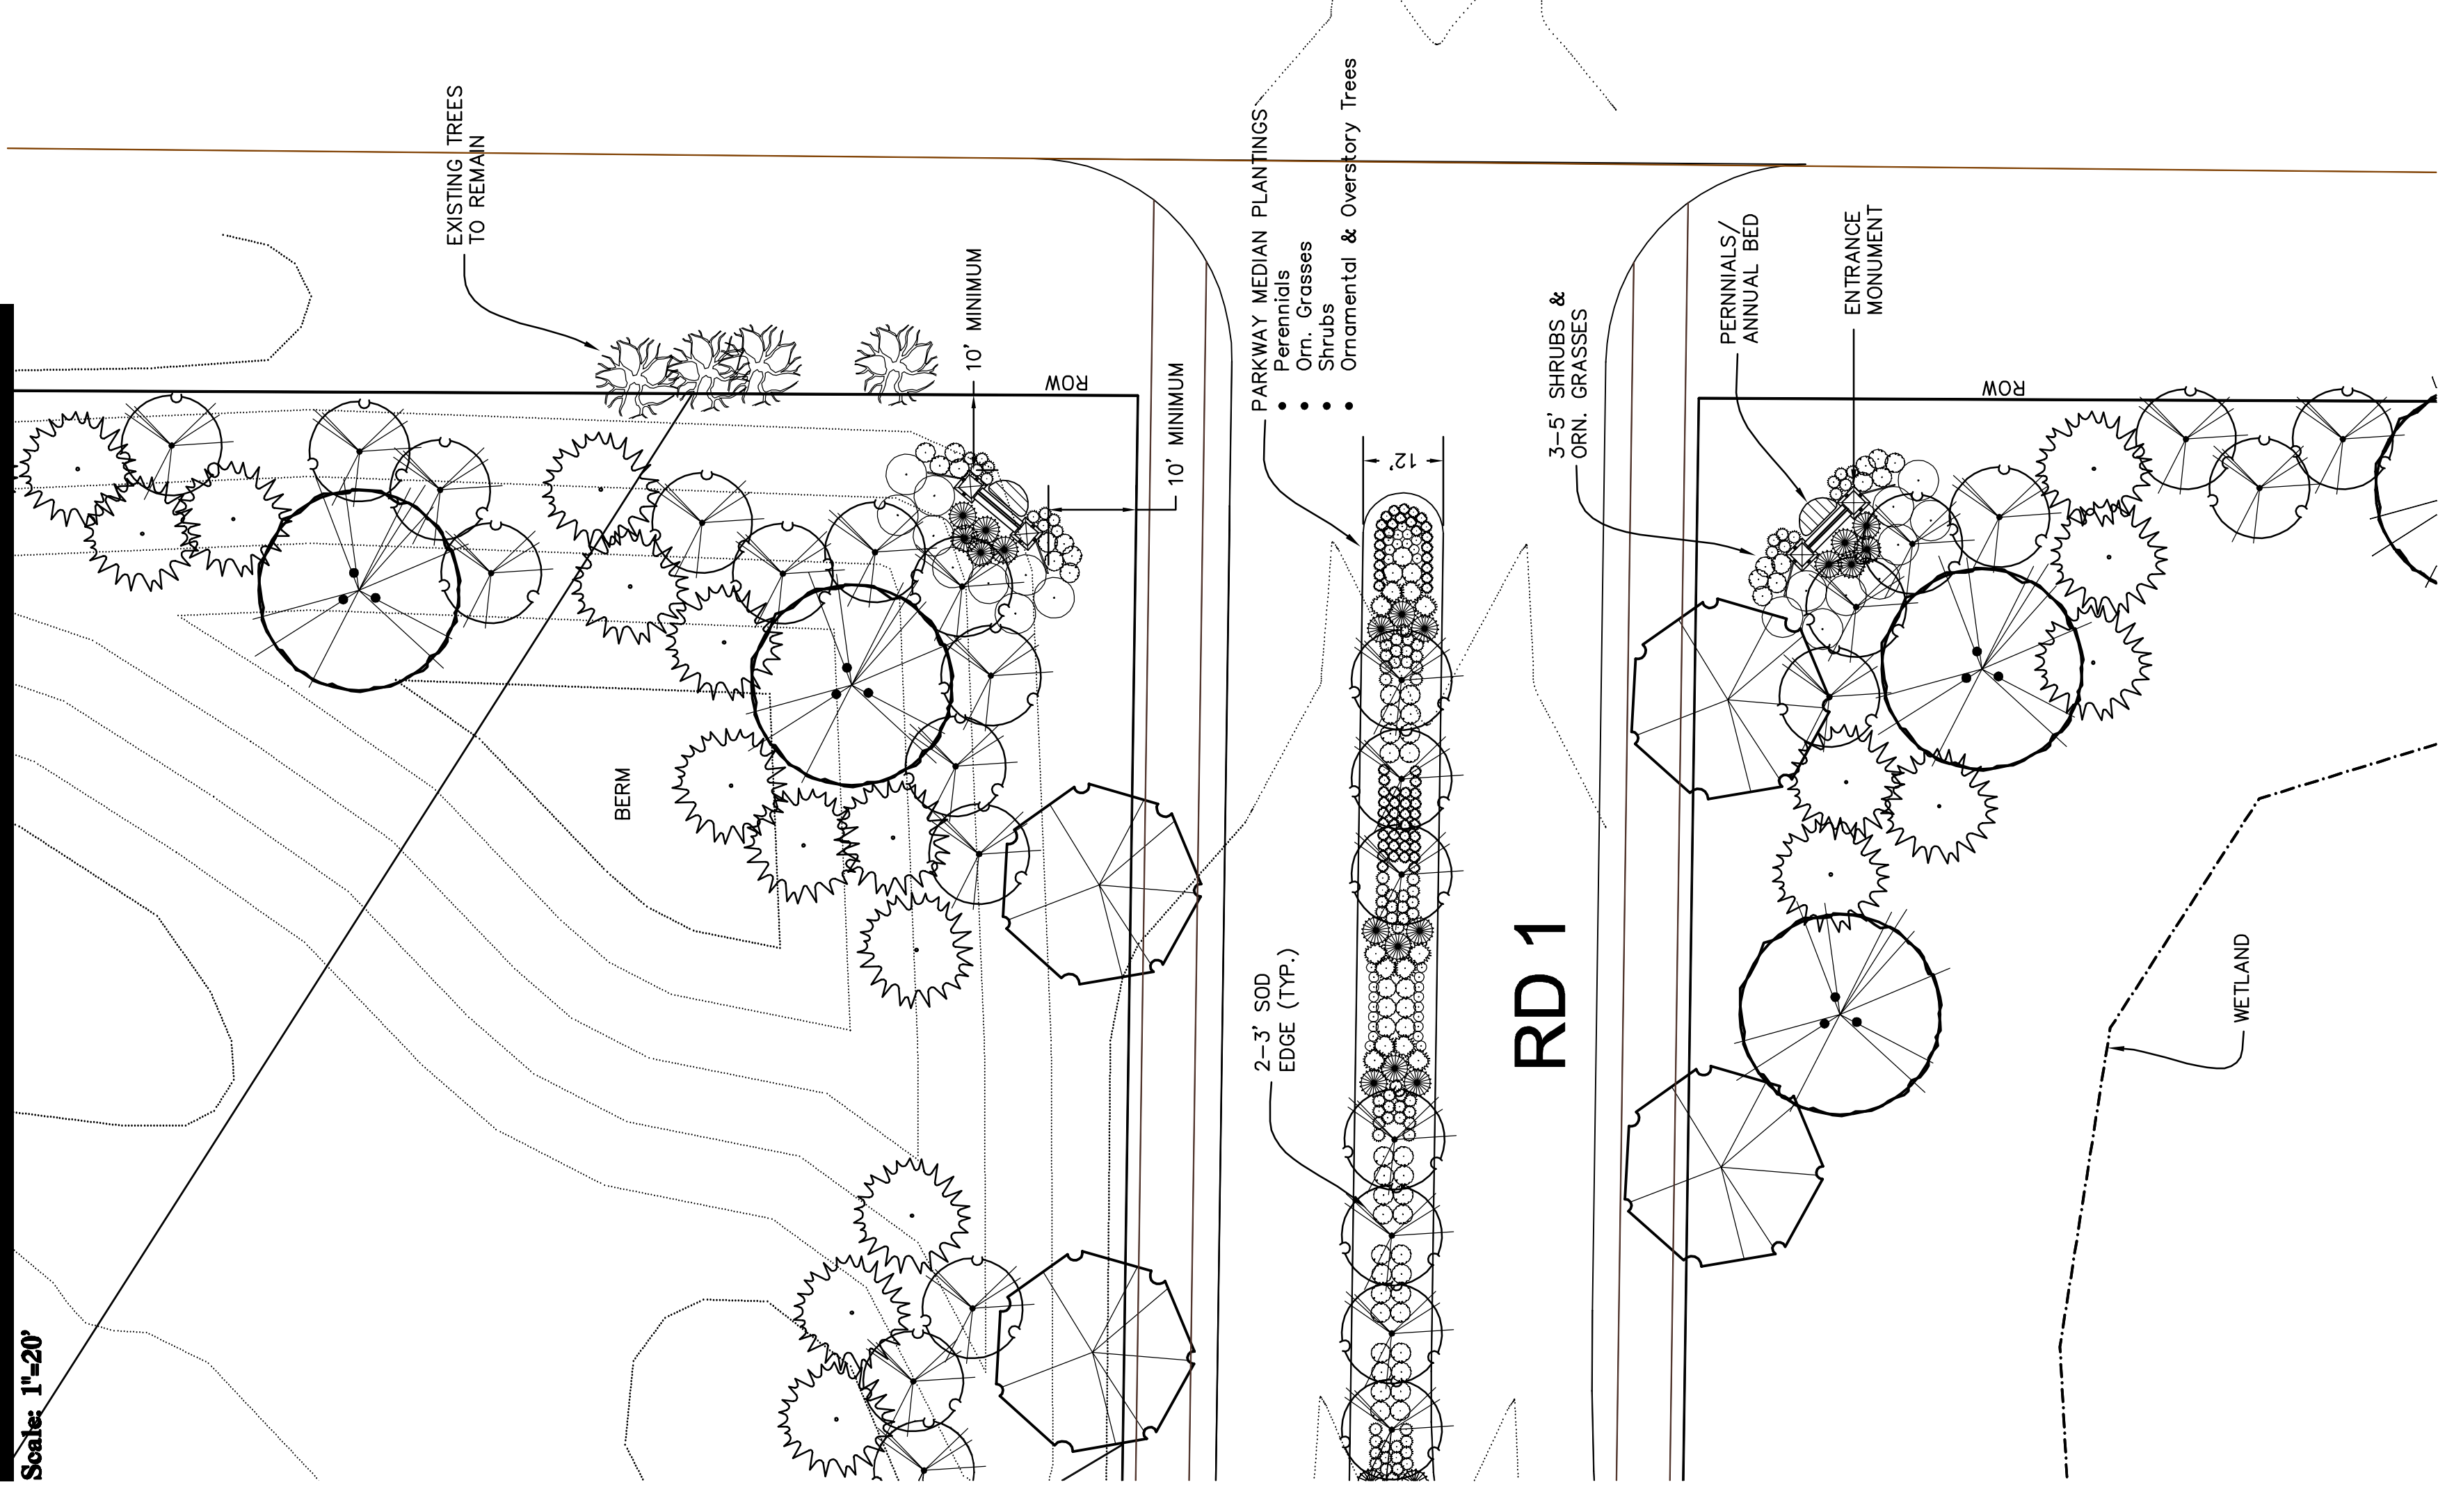 EXISTING TREES
TO REMAIN
PARKWAY MEDIAN PLANTINGS
• Perennials
• Orn. Grasses
• Shrubs
• Ornamental & Overstory Trees
10' MINIMUM
10' MINIMUM
ROW
12'
3-5' SHRUBS &
ORN. GRASSES
PERNNIALS/
ANNUAL BED
ENTRANCE
MONUMENT
ROW
BERM
2-3' SOD
EDGE (TYP.)
RD 1
WETLAND
Scale: 1"=20'